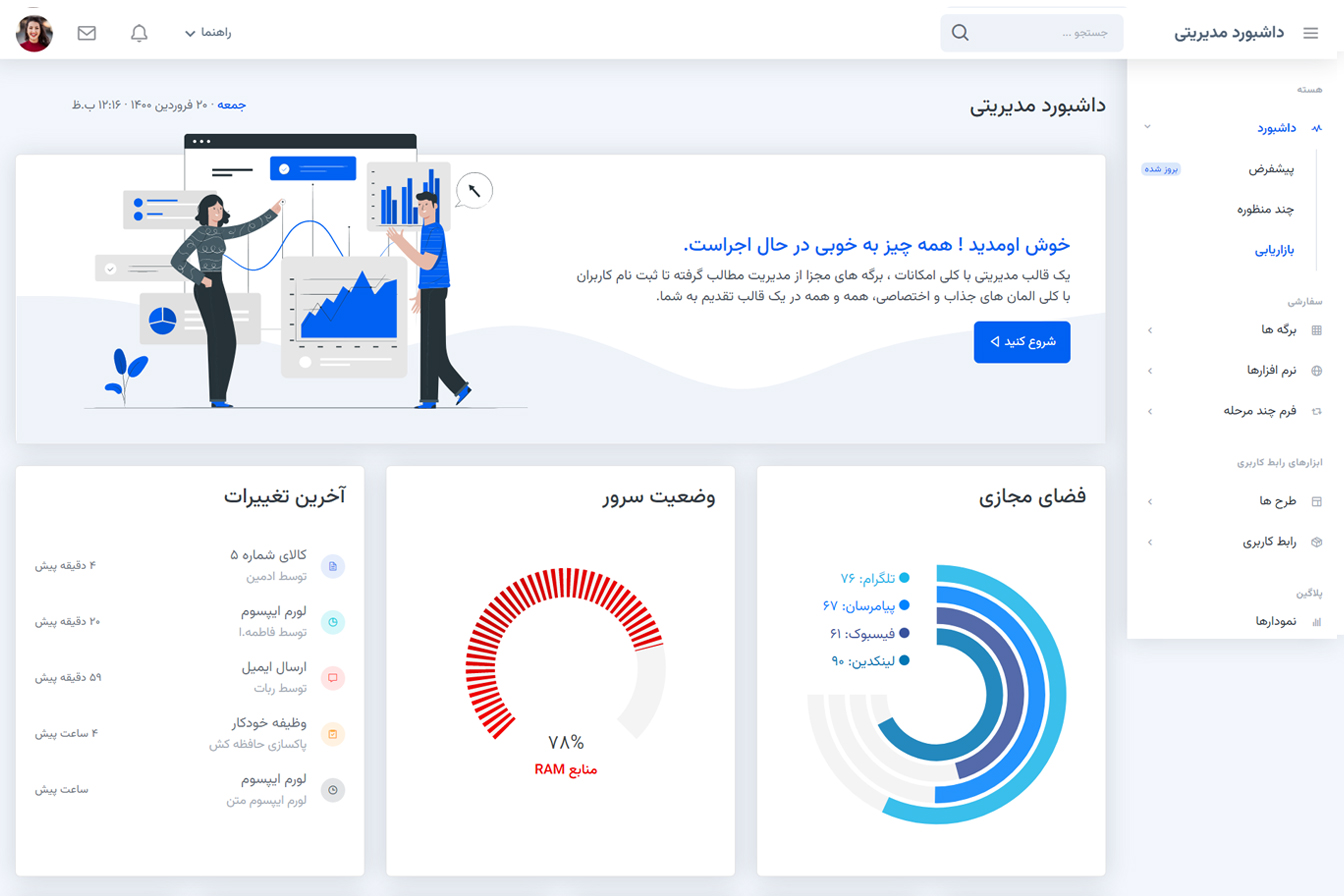 داشبورد مدیریتی
جستجو ...
راهنما
هسته
داشبورد
پیشفرض
بروز شده
چند منظوره
بازاریابی
سفارشی
برگه ها
نرم افزارها
فرم چند مرحله
ابزارهای رابط کاربری
طرح ها
رابط کاربری
پلاگین
نمودارها
داشبورد مدیریتی
جمعه · ۲۰ فروردین ۱۴۰۰ · ۱۲:۱۶ ب.ظ
خوش اومدید ! همه چیز به خوبی در حال اجراست.
یک قالب مدیریتی با کلی امکانات ، برگه های مجزا از مدیریت مطالب گرفته تا ثبت نام کاربران
با کلی المان های جذاب و اختصاصی، همه و همه در یک قالب تقدیم به شما.
شروع کنید
فضای مجازی
تلگرام: ۷۶
پیامرسان: ۶۷
فیسبوک: ۶۱
لینکدین: ۹۰
وضعیت سرور
۷۸%
منابع RAM
آخرین تغییرات
کالای شماره ۵
توسط ادمین
۴ دقیقه پیش
لورم ایپسوم
توسط فاطمه.ا
۲۰ دقیقه پیش
ارسال ایمیل
توسط ربات
۵۹ دقیقه پیش
وظیفه خودکار
پاکسازی حافظه کش
۴ ساعت پیش
لورم ایپسوم
لورم ایپسوم متن
ساعت پیش